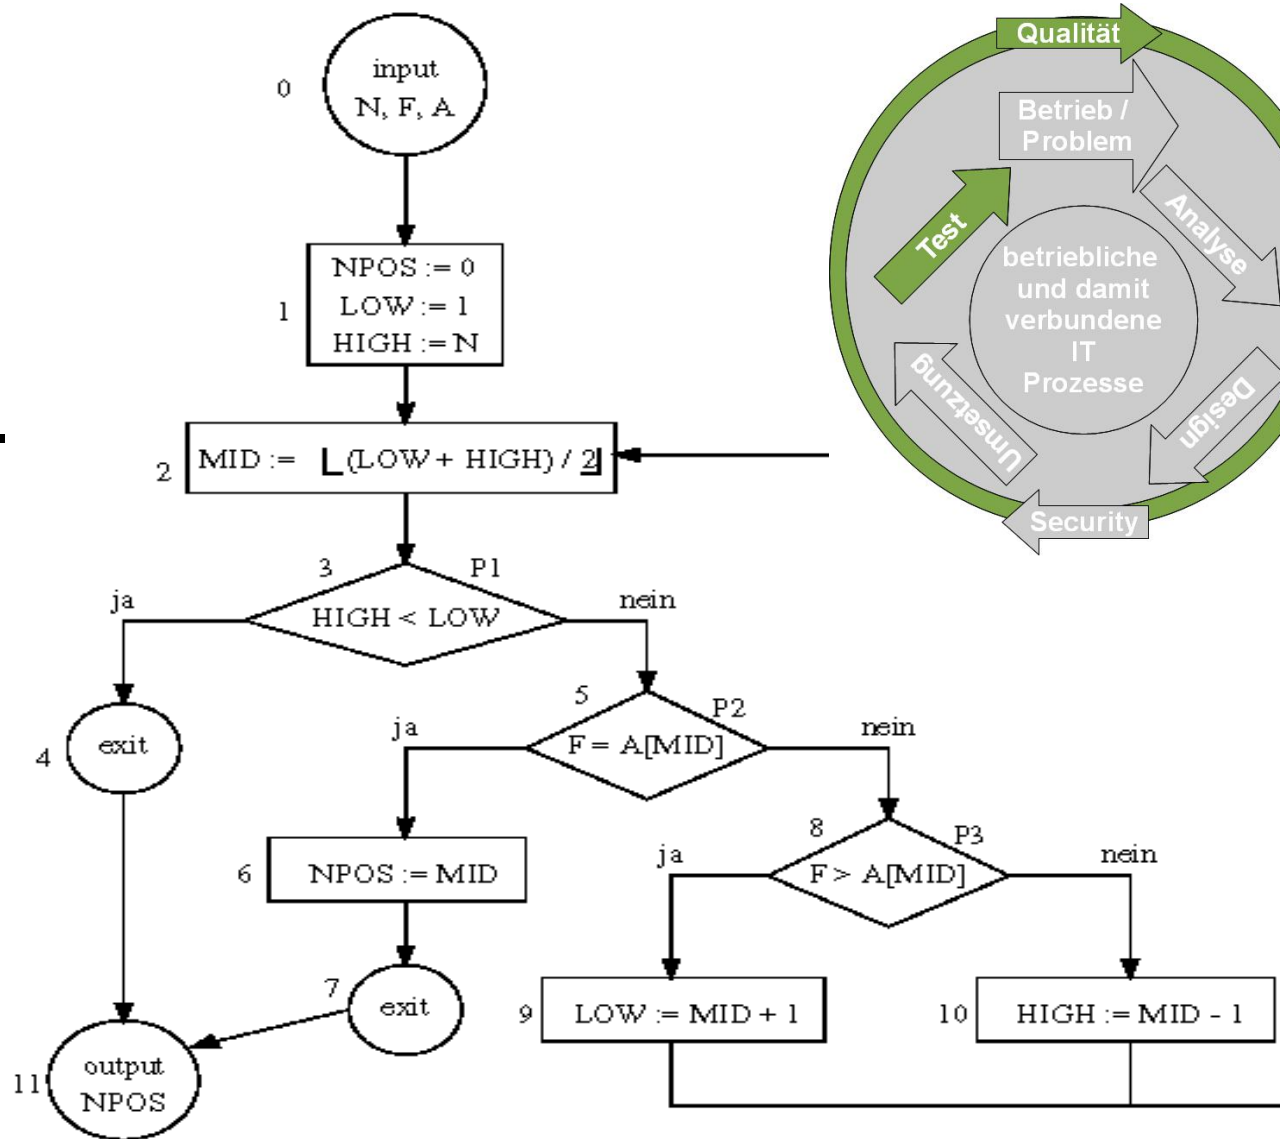 0
input
N, F, A
1
NPOS := 0
LOW := 1
HIGH := N
2
MID := ⌊(LOW + HIGH) / 2⌋
3
P1
HIGH < LOW
ja
nein
4
exit
5
P2
F = A[MID]
ja
nein
6
NPOS := MID
7
exit
8
P3
F > A[MID]
ja
nein
9
LOW := MID + 1
10
HIGH := MID - 1
11
output
NPOS
Qualität
Betrieb /
Problem
Analyse
Design
Umsetzung
Test
Security
betriebliche
und damit
verbundene
IT
Prozesse